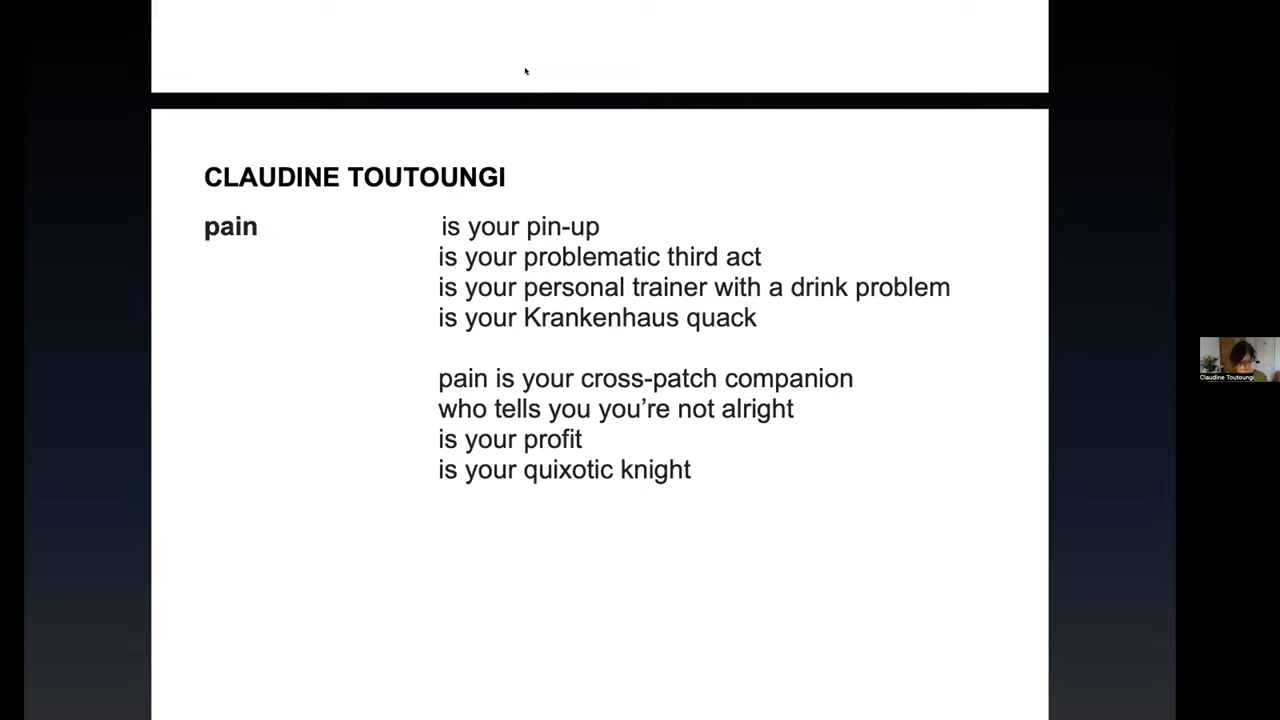 CLAUDINE TOUTOUNGI
pain is your pin-up
is your problematic third act
is your personal trainer with a drink problem
is your Krankenhaus quack
pain is your cross-patch companion
who tells you you’re not alright
is your profit
is your quixotic knight
Claudine Toutoungi